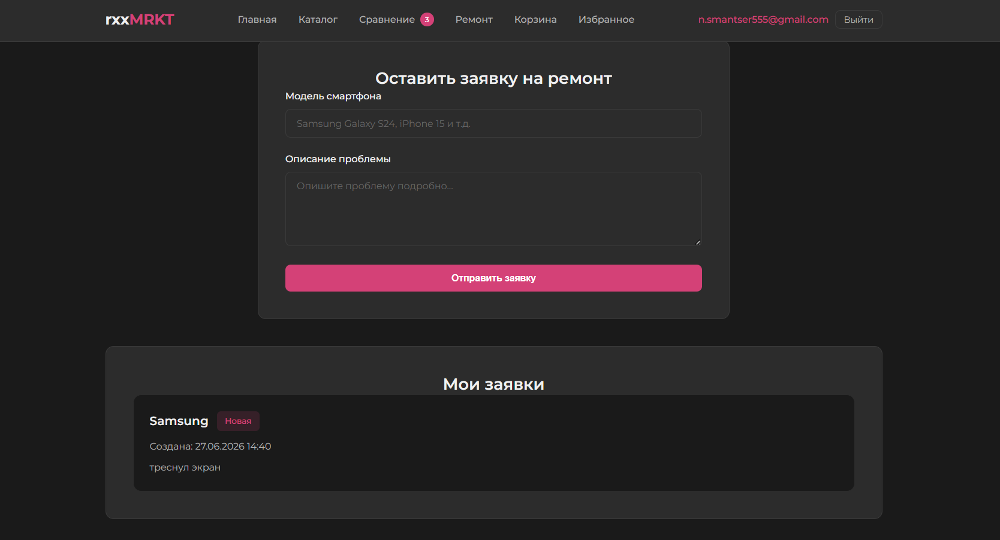 rxxMRKT Главная Каталог Сравнение 3 Ремонт Корзина Избранное n.smantser555@gmail.com Выйти
Оставить заявку на ремонт
Модель смартфона
Samsung Galaxy S24, iPhone 15 и т.д.
Описание проблемы
Опишите проблему подробно...
Отправить заявку
Мои заявки
Samsung Новая
Создана: 27.06.2026 14:40
треснул экран